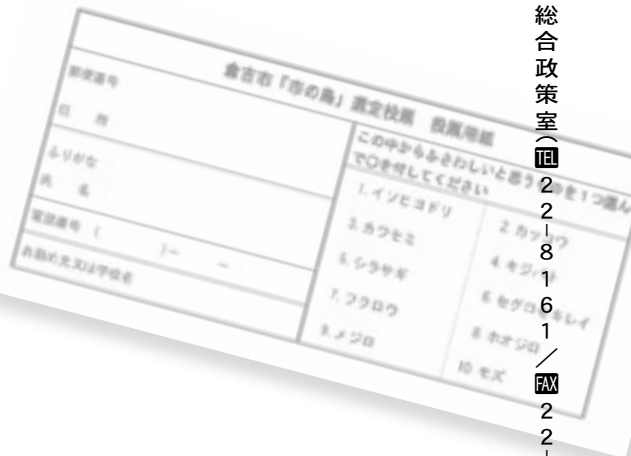 総合政策室(TEL22-8161/FAX22-
倉吉市「市の鳥」選定投票 投票用紙
郵便番号
住 所
ふりがな
氏 名
電話番号 ( )- -
お勤め先又は学校名
この中からふさわしいと思うものを1つ選ん
で○を付してください
1. イソヒヨドリ
2. カッコウ
3. カワセミ
4. キジバト
5. シラサギ
6. セグロセキレイ
7. フクロウ
8. ホオジロ
9. メジロ
10. モズ